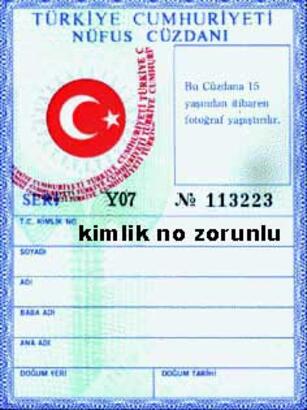 TÜRKİYE CUMHURİYETİ
NÜFUS CÜZDANI
Bu Cüzdana 15
yaşından itibaren
fotoğraf yapıştırılır.
SERİ Y07 № 113223
T.C. KİMLİK NO
kimlik no zorunlu
SOYADI
ADI
BABA ADI
ANA ADI
DOĞUM YERİ DOĞUM TARİHİ